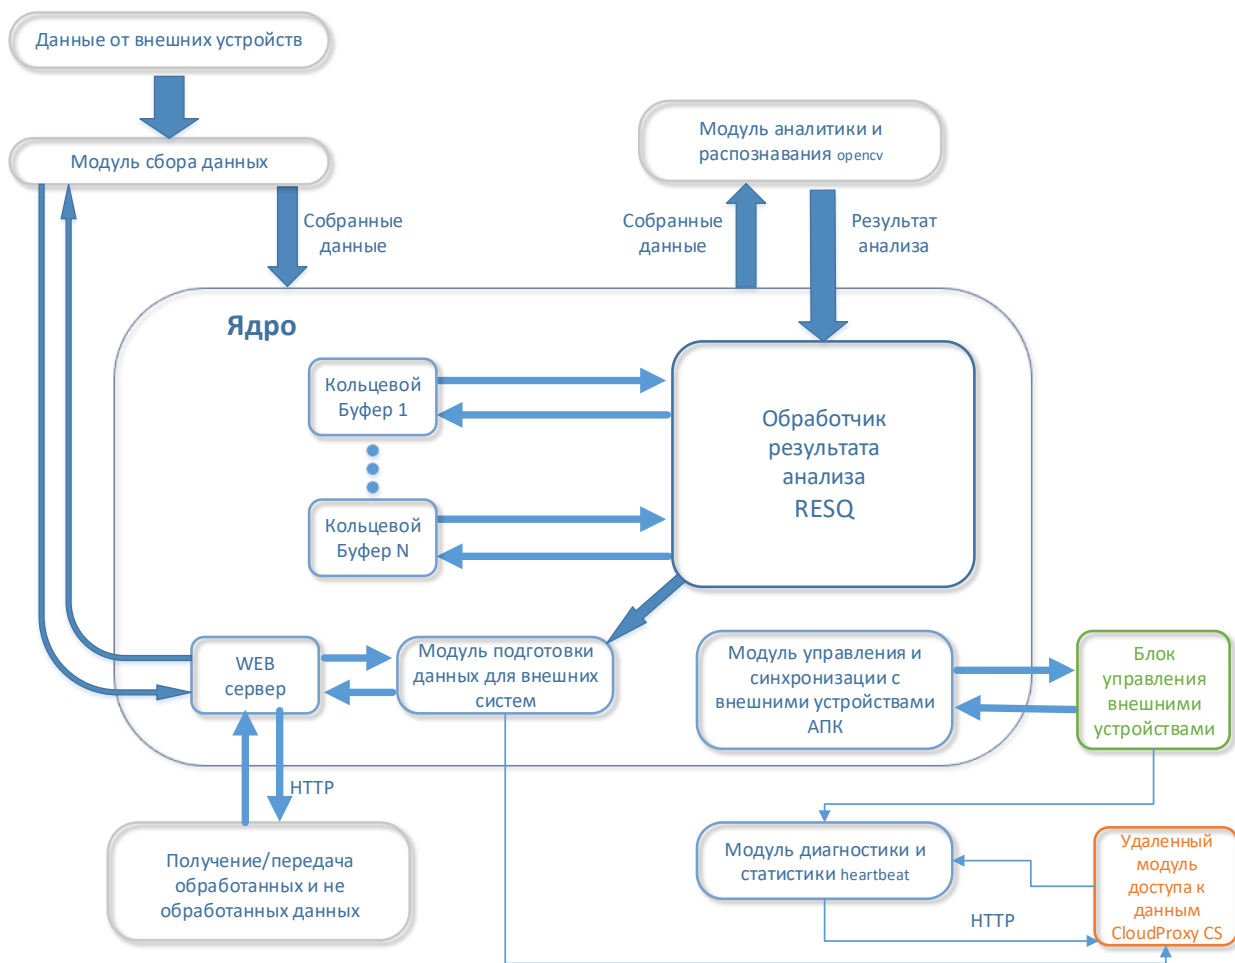 Данные от внешних устройств
Модуль сбора данных
Модуль аналитики и
распознавания opencv
Собранные
данные
Собранные
данные
Результат
анализа
Ядро
Кольцевой
Буфер 1
Обработчик
результата
анализа
RESQ
Кольцевой
Буфер N
WEB
сервер
Модуль подготовки
данных для внешних
систем
Модуль управления и
синхронизации с
внешними устройствами
АПК
Блок
управления
внешними
устройствами
HTTP
Получение/передача
обработанных и не
обработанных данных
Модуль диагностики и
статистики heartbeat
Удаленный
модуль
доступа к
данным
CloudProxy CS
HTTP